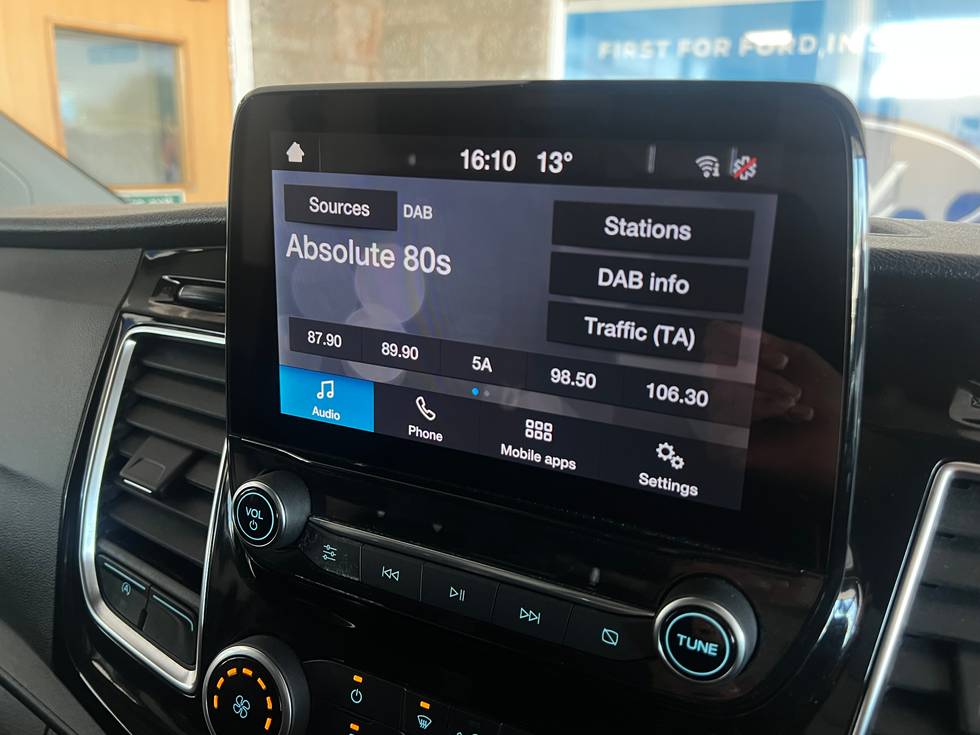 FIRST FOR FORD, IN
16:10 13°
Sources DAB
Stations
Absolute 80s
DAB info
Traffic (TA)
87.90 89.90 5A 98.50 106.30
Audio Phone Mobile apps Settings
VOL
TUNE